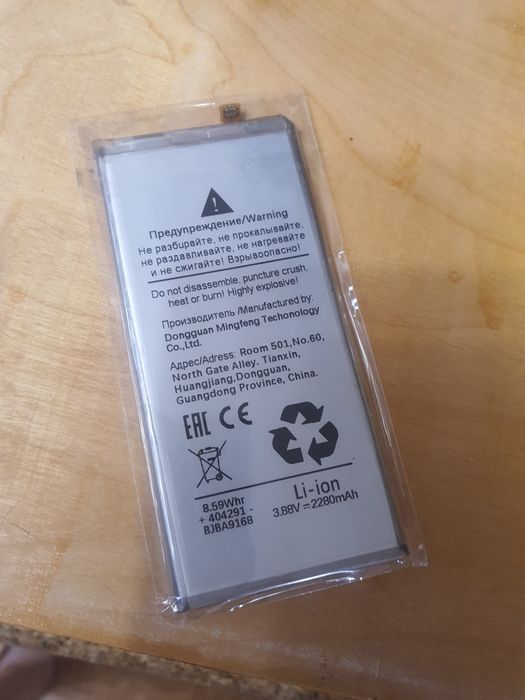 Предупреждение/Warning
Не разбирайте, не прокалывайте,
не раздавливайте, не нагревайте
и не сжигайте! Взрывоопасно!
Do not disassemble, puncture crush,
heat or burn! Highly explosive!
Производитель /Manufactured by:
Dongguan Mingfeng Techonology
Co.,Ltd.
Адрес/Adress: Room 501,No.60,
North Gate Alley. Tianxin,
Huangjiang,Dongguan,
Guangdong Province, China.
EAC CE
8.59Whr
+ 404291 -
BJBA9168
Li-ion
3.88V⎓2280mAh